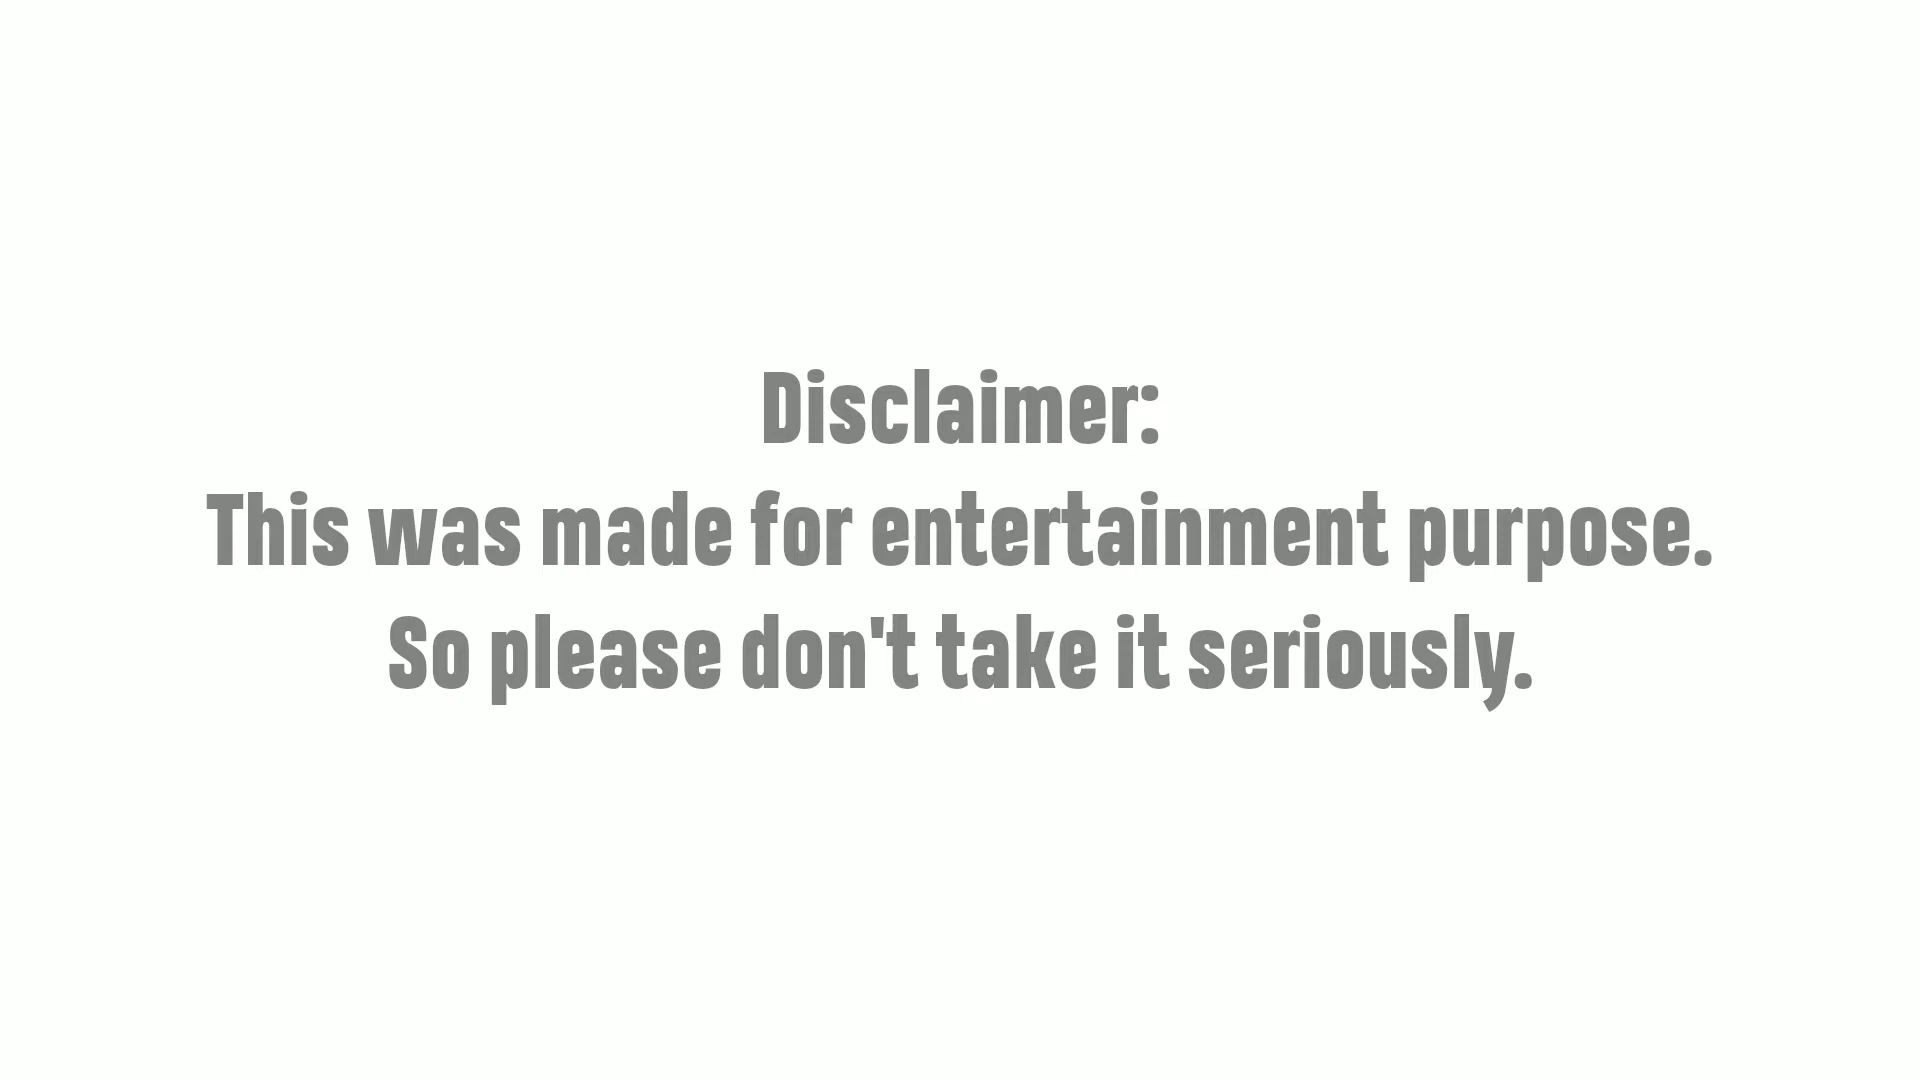 Disclaimer:
This was made for entertainment purpose.
So please don't take it seriously.